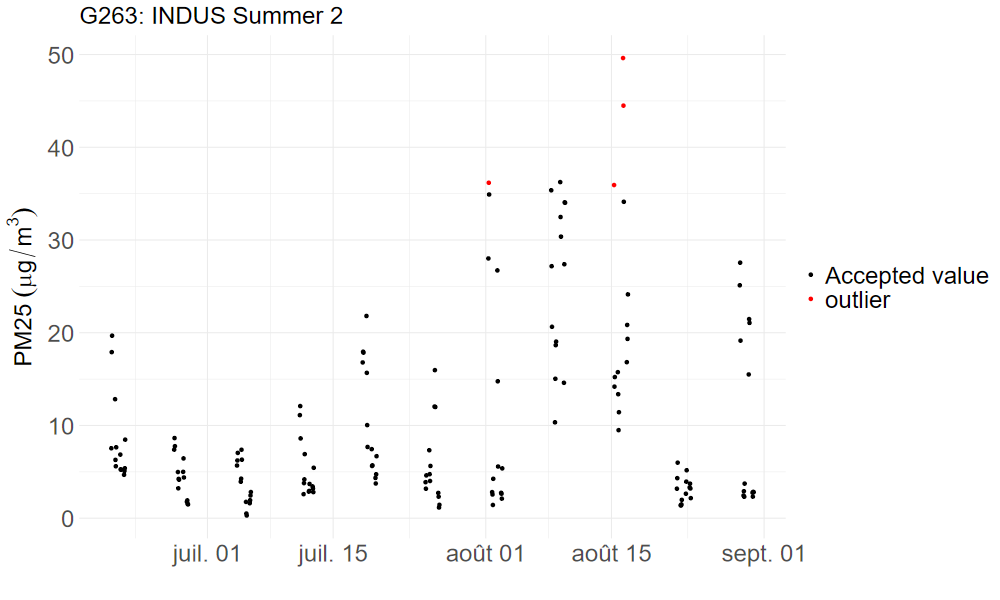 G263: INDUS Summer 2
PM25 (μg/m³)
50
40
30
20
10
0
juil. 01
juil. 15
août 01
août 15
sept. 01
Accepted value
outlier